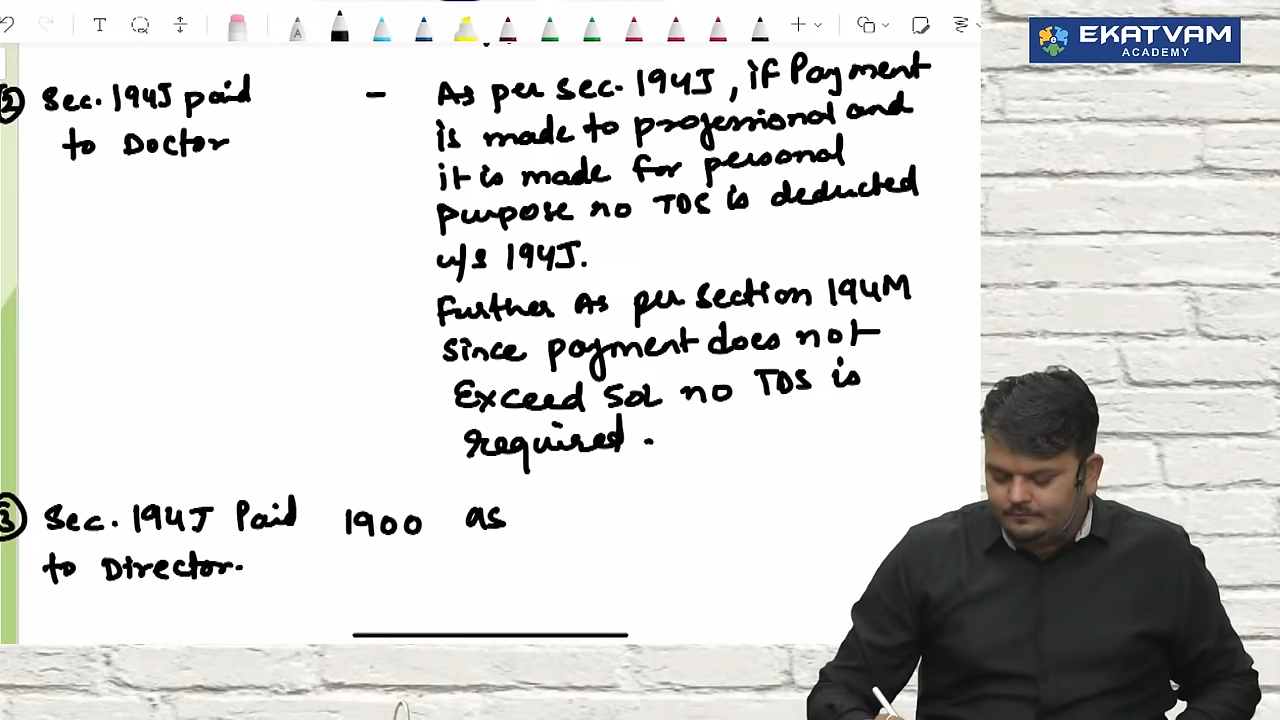 EKATVAM
ACADEMY
② Sec. 194J paid
to Doctor
- As per sec. 194J, if Payment
is made to professional and
it is made for personal
purpose no TDS is deducted
u/s 194J.
Further As per section 194M
since payment does not
Exceed 50L no TDS is
required.
③ Sec. 194J Paid 1900 as
to Director.